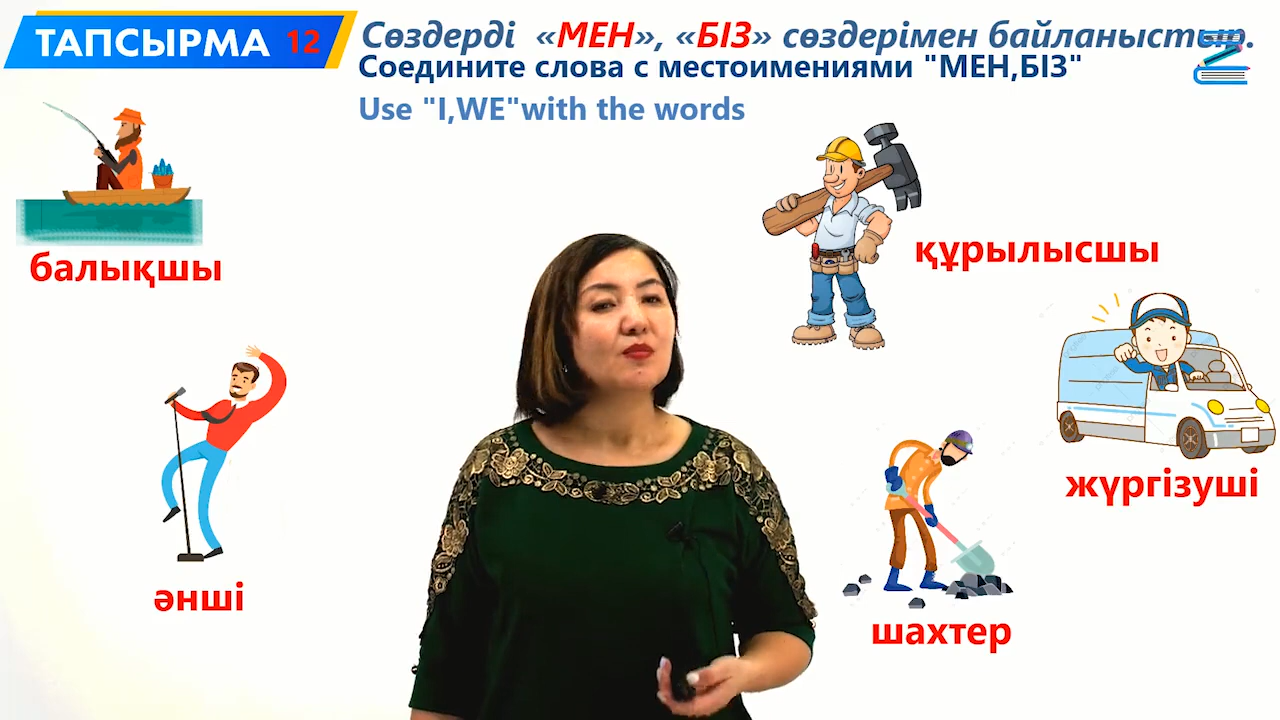 ТАПСЫРМА 12
Сөздерді «МЕН», «БІЗ» сөздерімен байланыстып.
Соедините слова с местоимениями "МЕН,БІЗ"
Use "I,WE"with the words
балықшы
құрылысшы
жүргізуші
әнші
шахтер